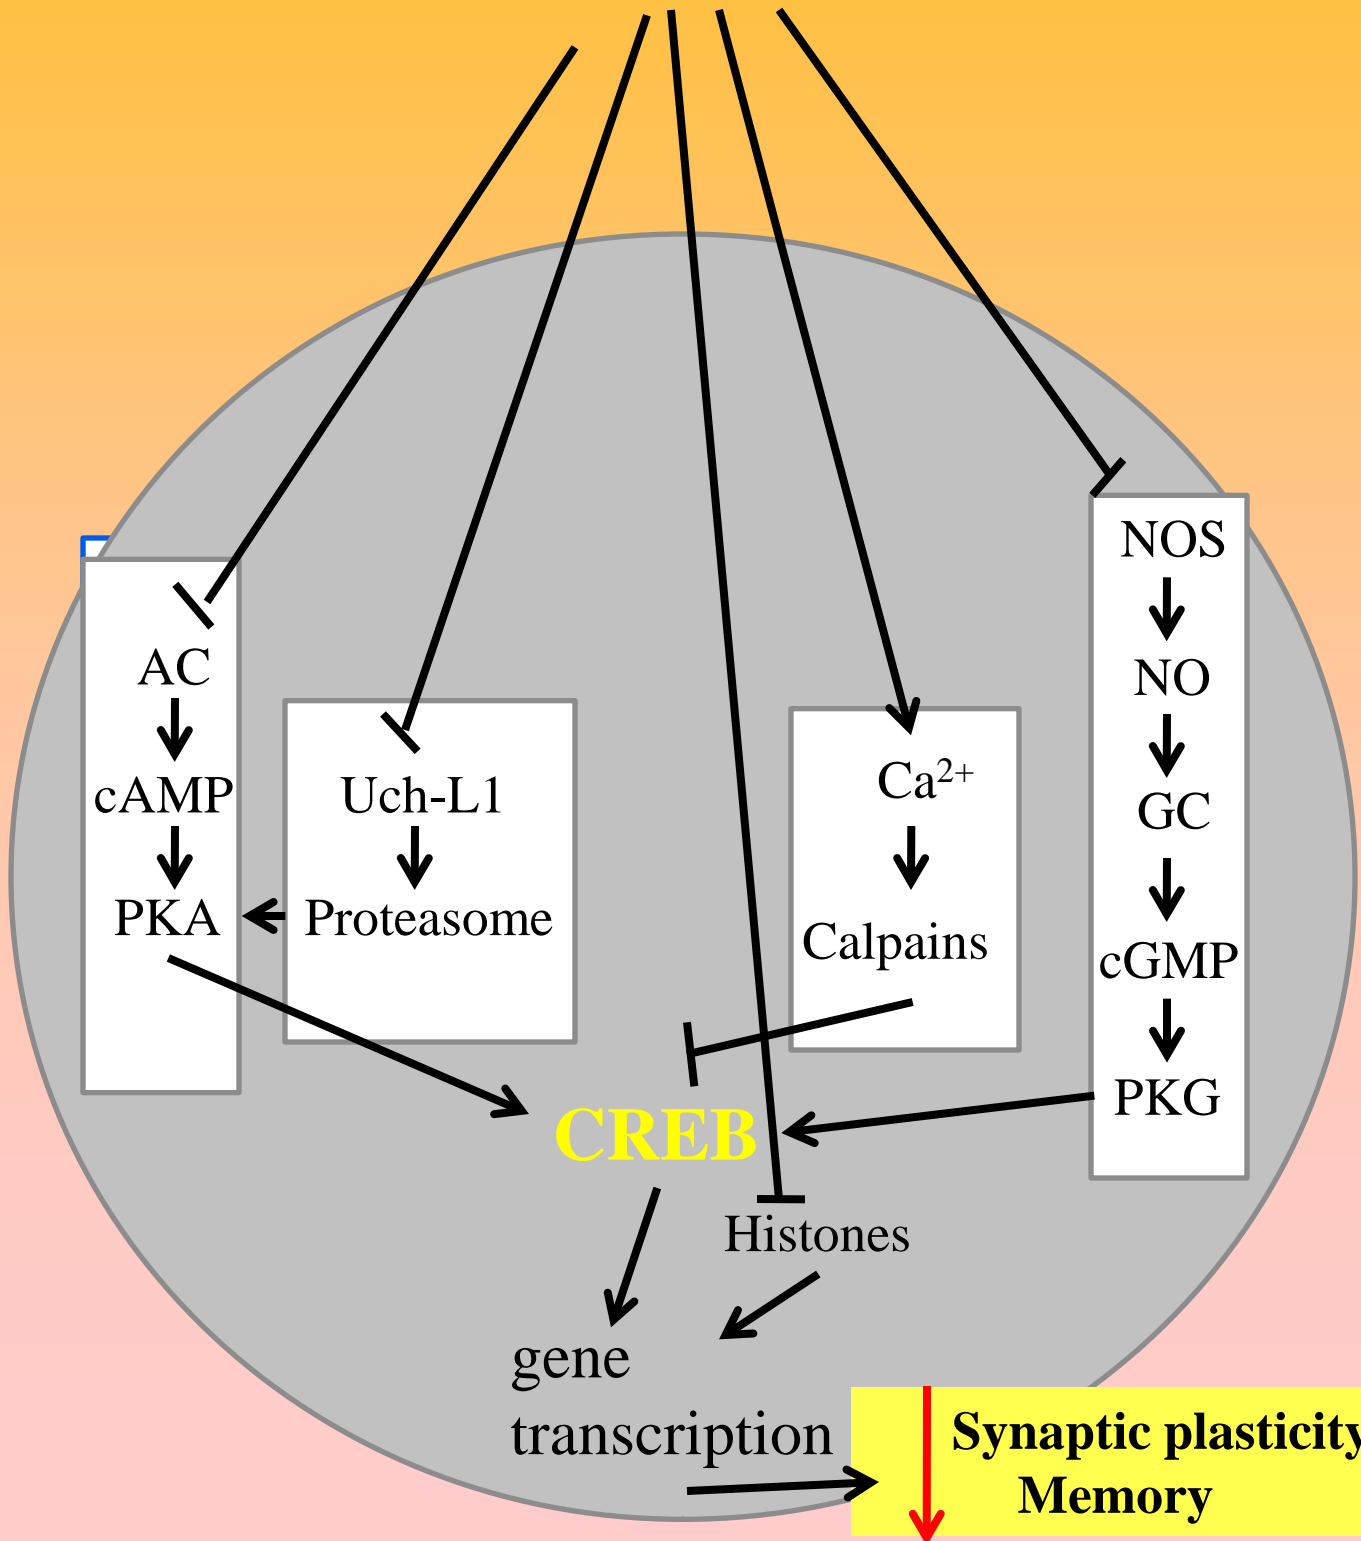 AC
cAMP
PKA
Uch-L1
Proteasome
Ca²⁺
Calpains
NOS
NO
GC
cGMP
PKG
CREB
Histones
gene
transcription
Synaptic plasticity
Memory